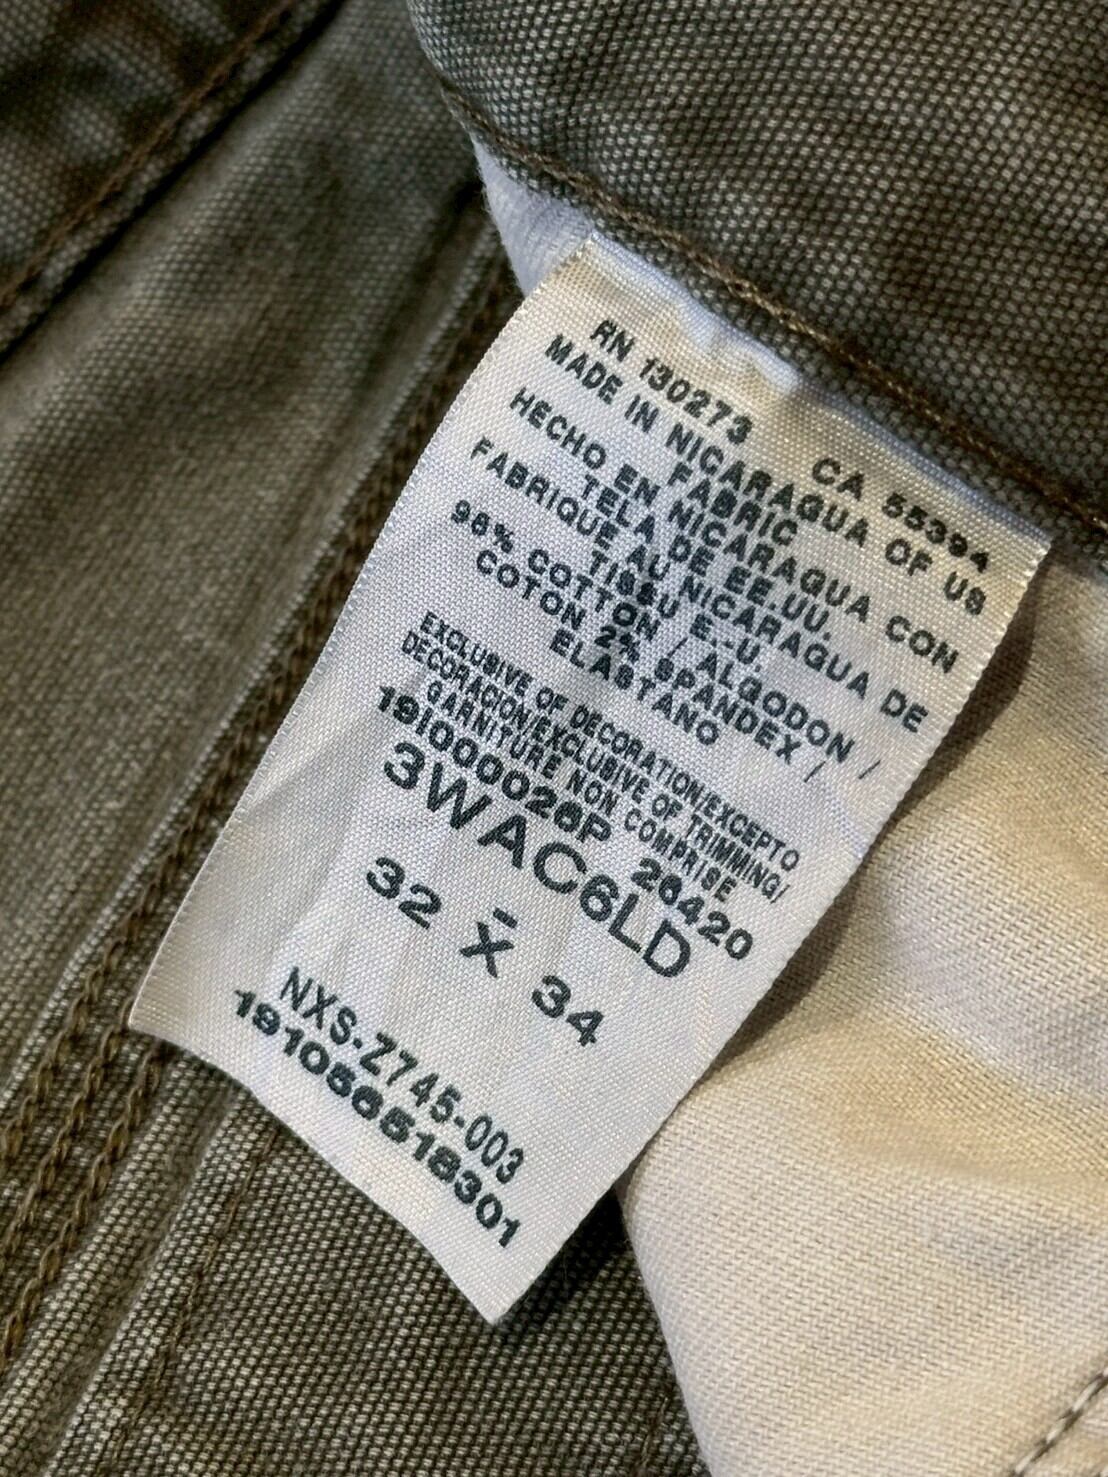 RN 130273 CA 55394
MADE IN NICARAGUA OF US
FABRIC
HECHO EN NICARAGUA CON
TELA DE EE.UU.
FABRIQUE AU NICARAGUA DE
TISSU E.-U.
98% COTTON / ALGODON /
COTON 2% SPANDEX /
ELASTANO
EXCLUSIVE OF DECORATION/EXCEPTO
DECORACION/EXCLUSIVE OF TRIMMING/
GARNITURE NON COMPRISE
19I000026P 26420
3WAC6LD
-
32 X 34
NXS-Z745-003
191056518301